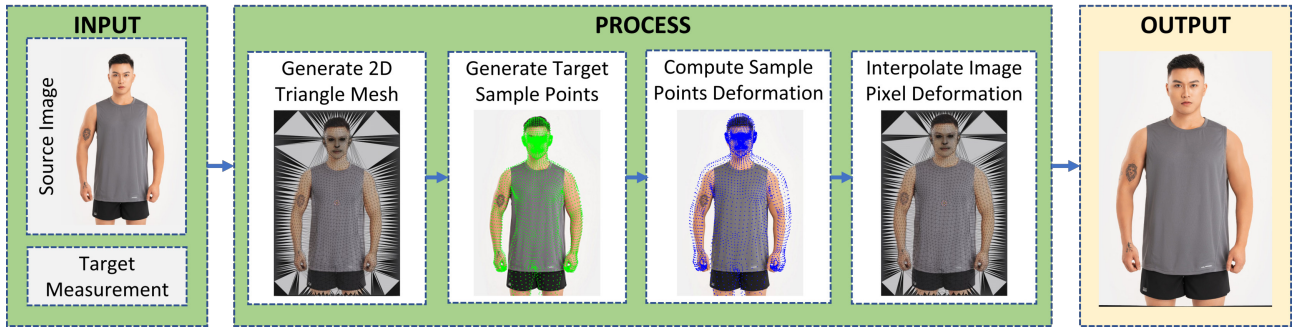 INPUT
Source Image
Target
Measurement
PROCESS
Generate 2D
Triangle Mesh
Generate Target
Sample Points
Compute Sample
Points Deformation
Interpolate Image
Pixel Deformation
OUTPUT